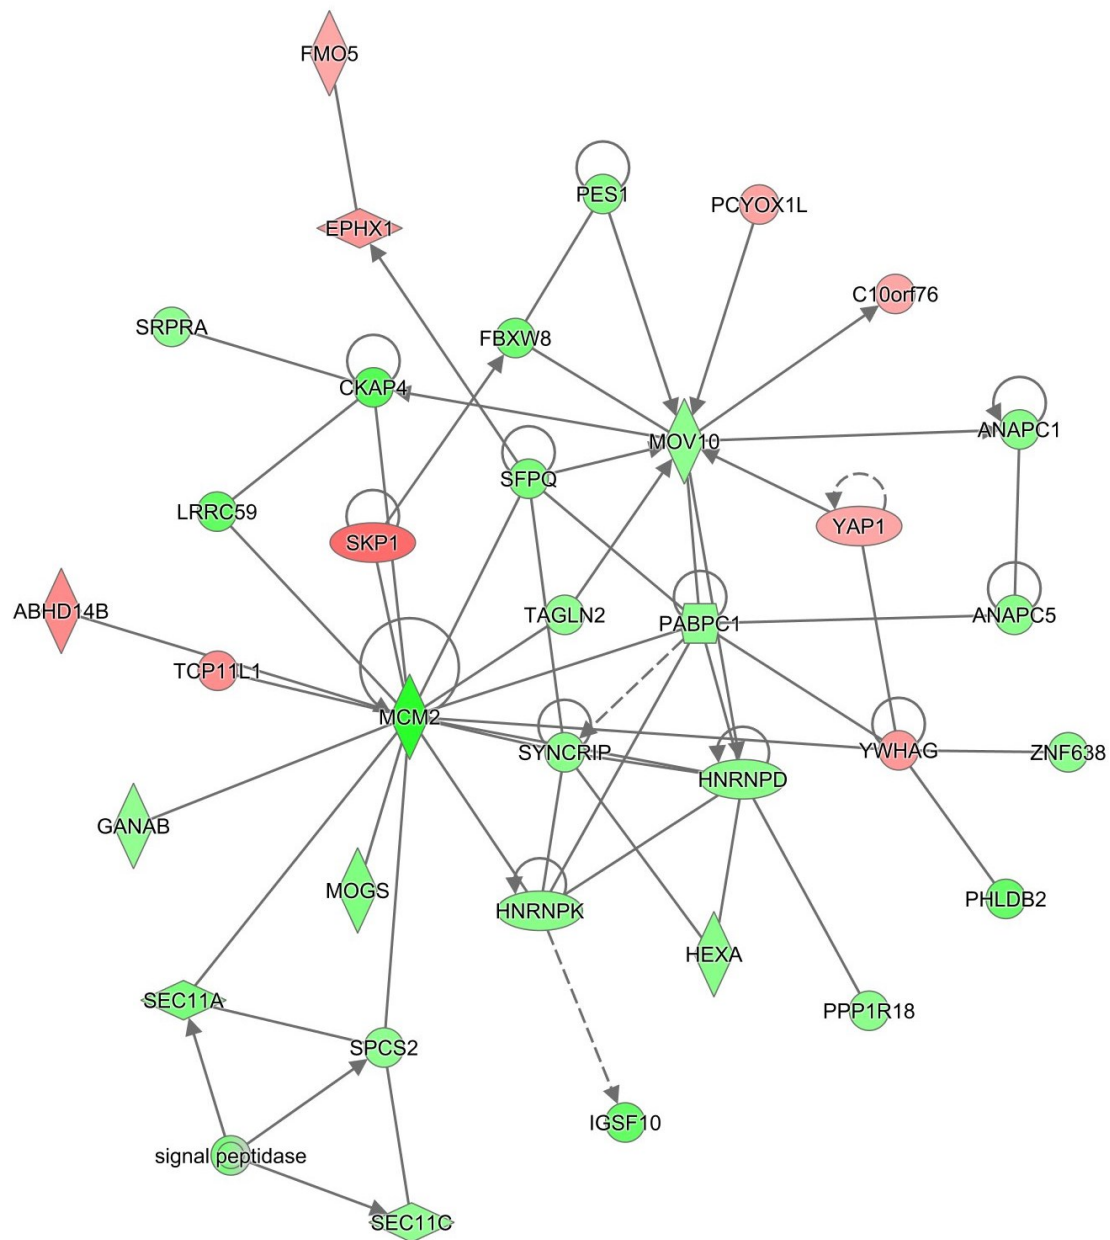 FMO5
PES1
PCYOX1L
EPHX1
C10orf76
SRPRA
FBXW8
CKAP4
MOV10
ANAPC1
SFPQ
LRRC59
YAP1
SKP1
ABHD14B
TAGLN2
PABPC1
ANAPC5
TCP11L1
MCM2
SYNCRIP
YWHAG
ZNF638
HNRNPD
GANAB
MOGS
HNRNPK
PHLDB2
HEXA
SEC11A
PPP1R18
SPCS2
IGSF10
signal peptidase
SEC11C